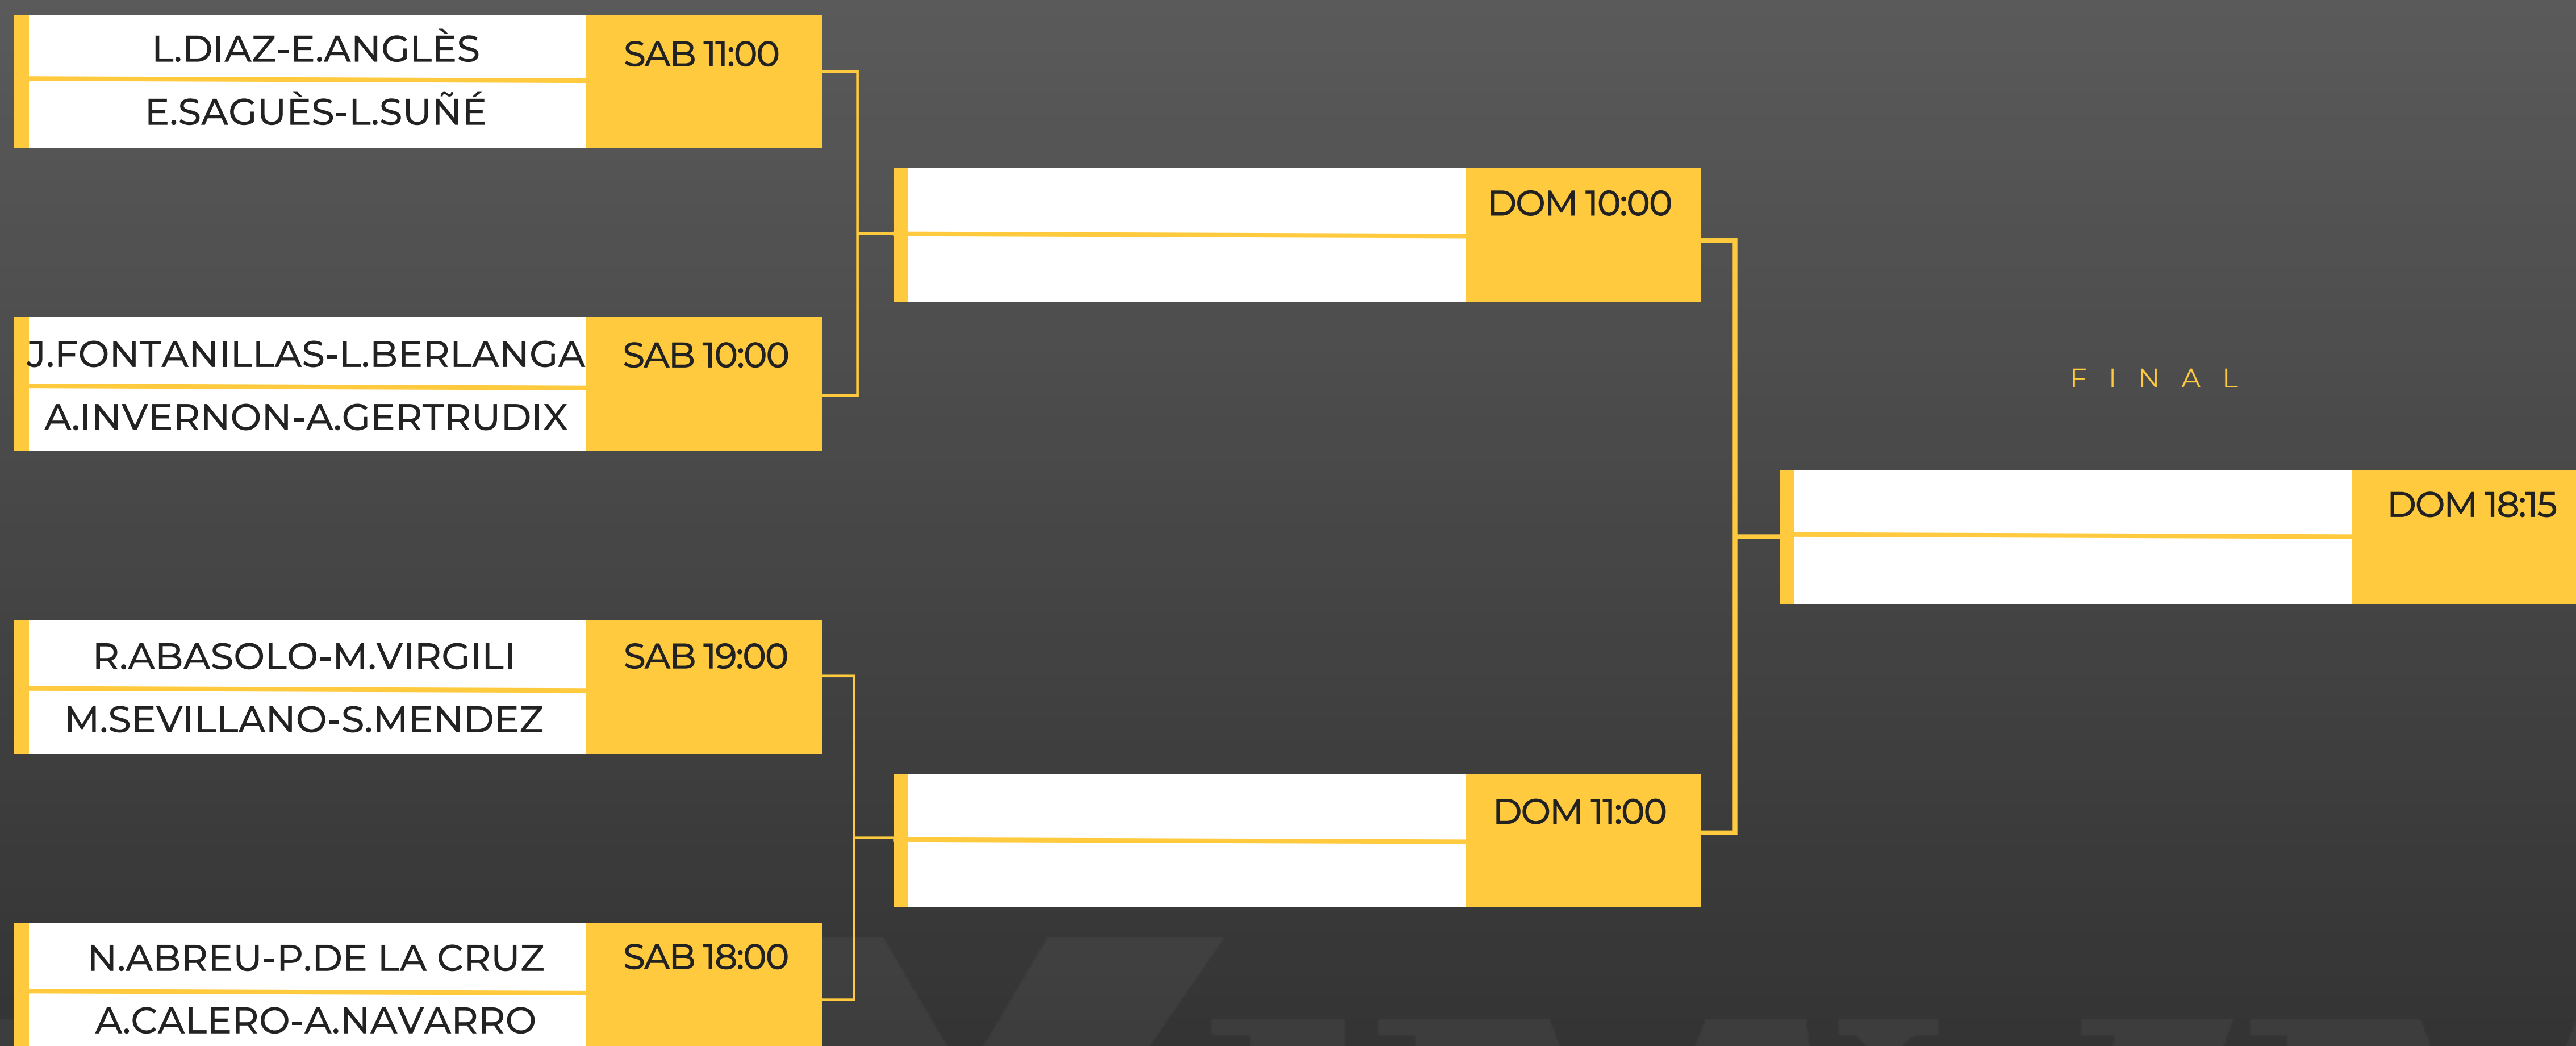 L.DIAZ-E.ANGLÈS
SAB 11:00
E.SAGUÈS-L.SUÑÉ
DOM 10:00
J.FONTANILLAS-L.BERLANGA
SAB 10:00
A.INVERNON-A.GERTRUDIX
FINAL
DOM 18:15
R.ABASOLO-M.VIRGILI
SAB 19:00
M.SEVILLANO-S.MENDEZ
DOM 11:00
N.ABREU-P.DE LA CRUZ
SAB 18:00
A.CALERO-A.NAVARRO